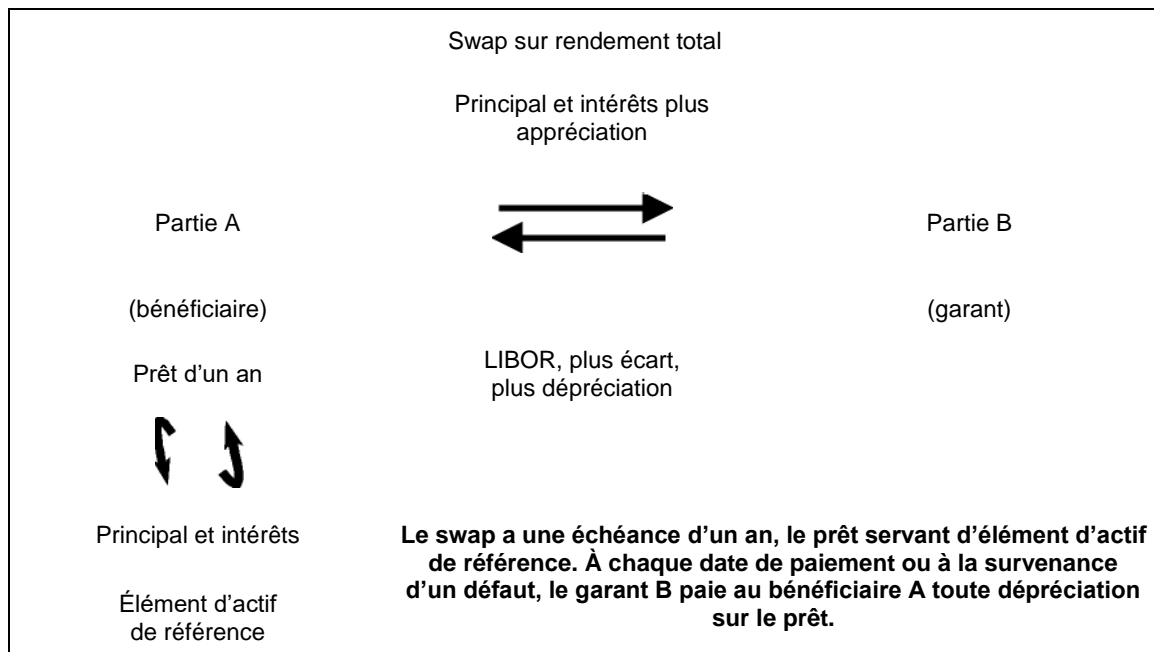 Swap sur rendement total
Principal et intérêts plus
appréciation
Partie A
Partie B
(bénéficiaire)
(garant)
Prêt d’un an
LIBOR, plus écart,
plus dépréciation
Principal et intérêts
Élément d’actif
de référence
Le swap a une échéance d’un an, le prêt servant d’élément d’actif
de référence. À chaque date de paiement ou à la survenance
d’un défaut, le garant B paie au bénéficiaire A toute dépréciation
sur le prêt.